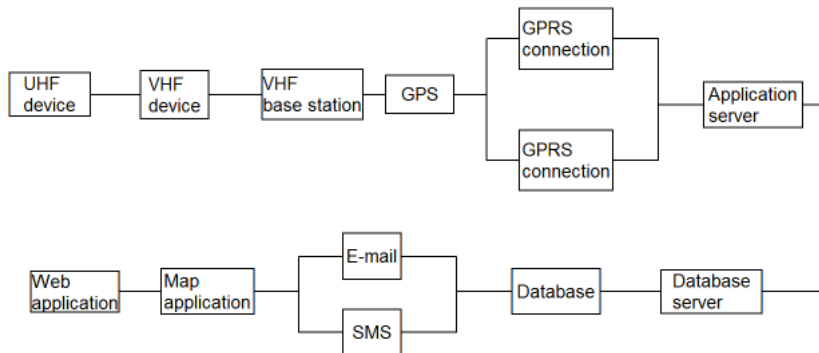 UHF
device
VHF
device
VHF
base station
GPS
GPRS
connection
GPRS
connection
Application
server
Web
application
Map
application
E-mail
SMS
Database
Database
server